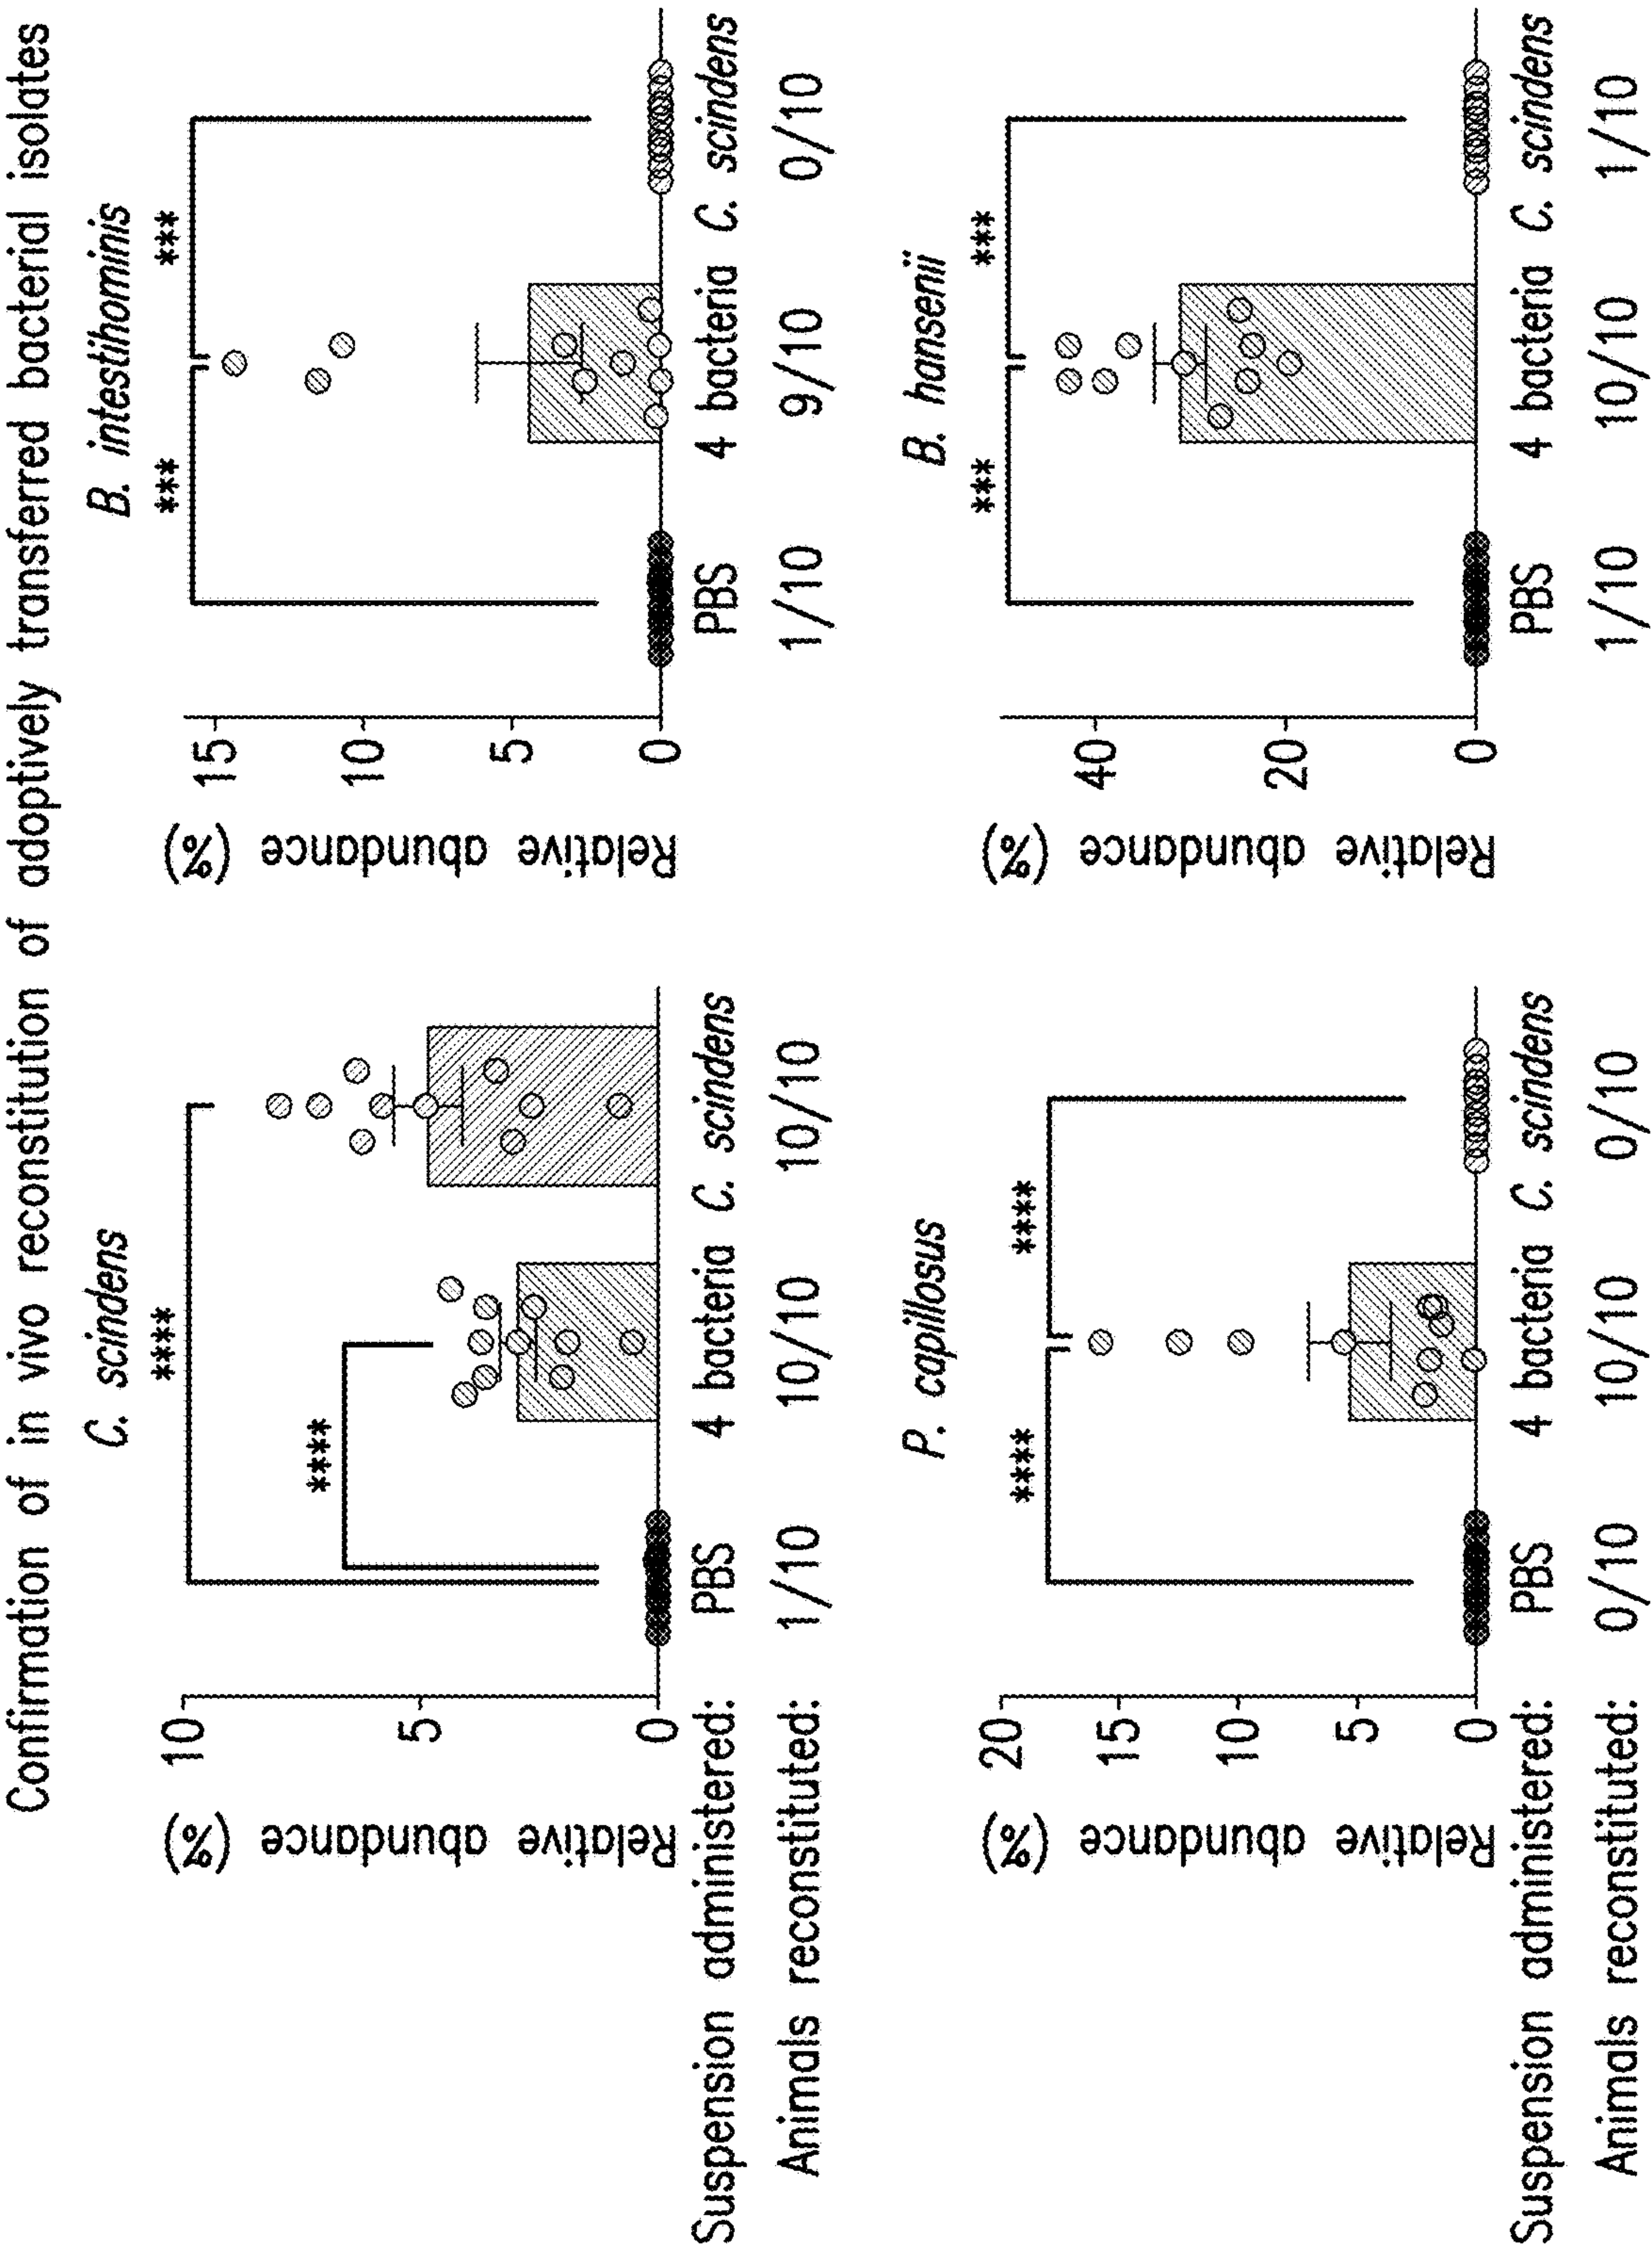 Confirmation of in vivo reconstitution of adoptively transferred bacterial isolates
C. scindens
****
****
10
5
0
Relative abundance (%)
Suspension administered: PBS 4 bacteria C. scindens
Animals reconstituted: 1/10 10/10 10/10
B. intestihominis
*** ***
15
10
5
0
Relative abundance (%)
PBS 4 bacteria C. scindens
1/10 9/10 0/10
P. capillosus
**** ****
20
15
10
5
0
Relative abundance (%)
Suspension administered: PBS 4 bacteria C. scindens
Animals reconstituted: 0/10 10/10 0/10
B. hansenii
*** ***
40
20
0
Relative abundance (%)
PBS 4 bacteria C. scindens
1/10 10/10 1/10